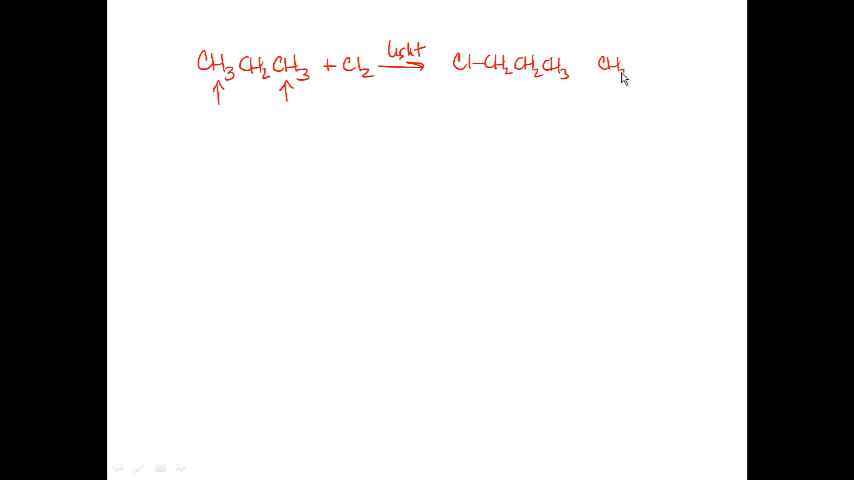 CH3CH2CH3 + Cl2 light → Cl-CH2CH2CH3 CH3
↑ ↑